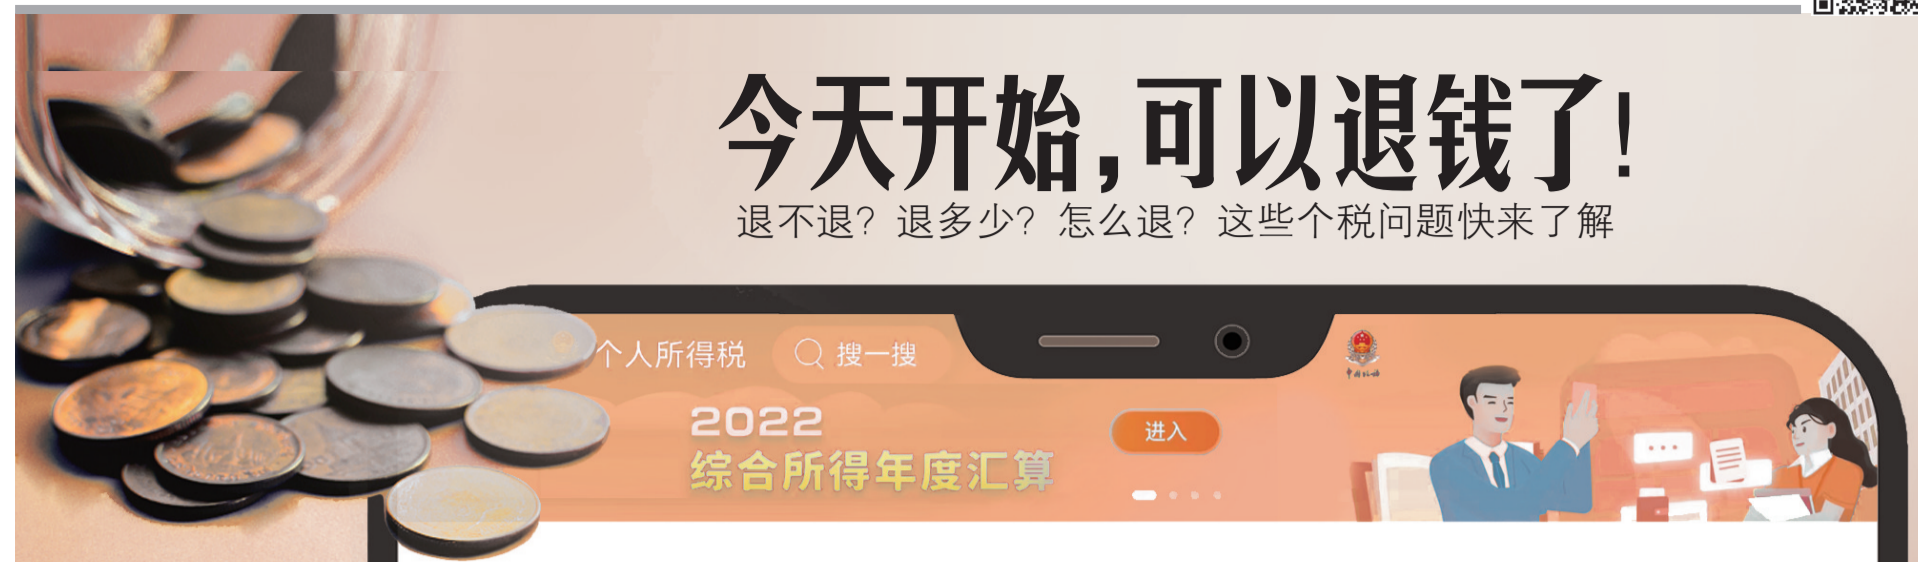 今天开始,可以退钱了!
退不退？退多少？怎么退？这些个税问题快来了解
个人所得税
搜一搜
2022
综合所得年度汇算
进入